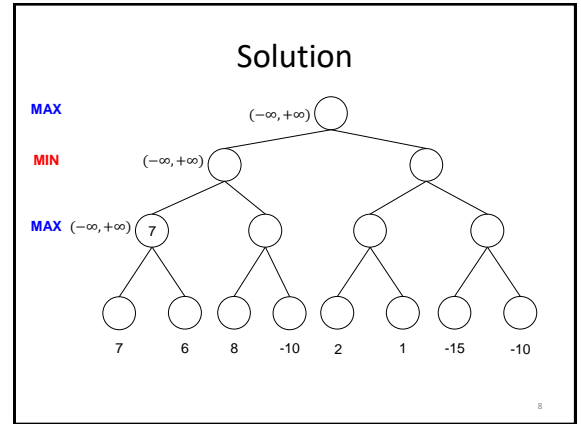 Solution
MAX (−∞, +∞)
MIN (−∞, +∞)
MAX (−∞, +∞) 7
7 6 8 -10 2 1 -15 -10
8